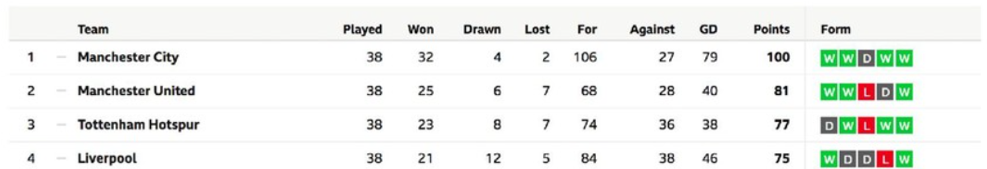 Team Played Won Drawn Lost For Against GD Points Form
1 Manchester City 38 32 4 2 106 27 79 100 W W D W W
2 Manchester United 38 25 6 7 68 28 40 81 W W L D W
3 Tottenham Hotspur 38 23 8 7 74 36 38 77 D W L W W
4 Liverpool 38 21 12 5 84 38 46 75 W D D L W